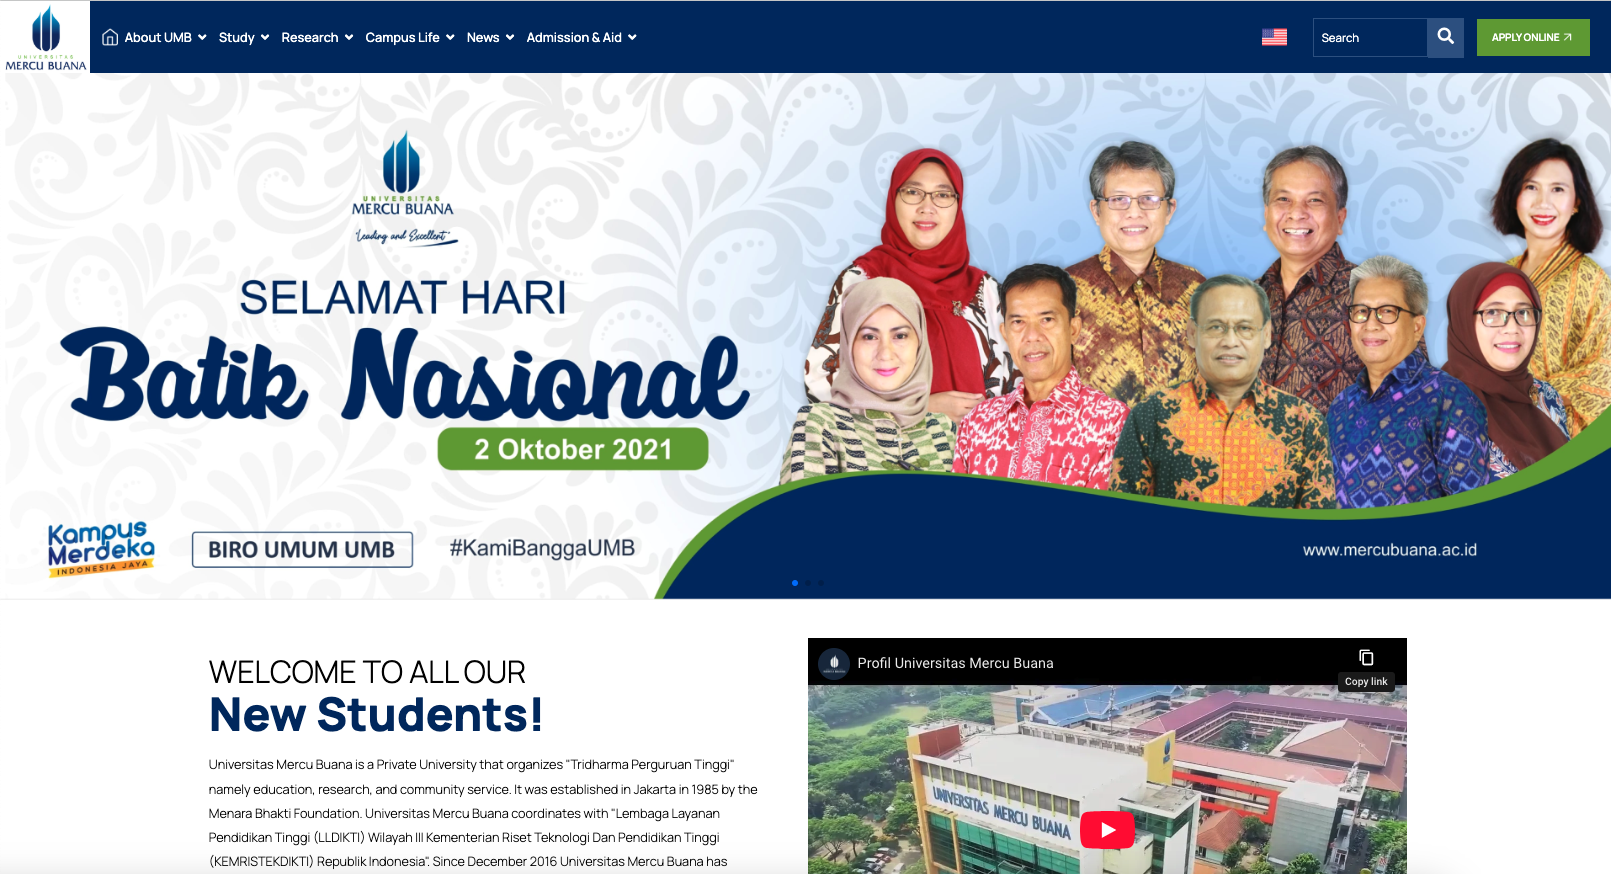 UNIVERSITAS
MERCU BUANA
About UMB
Study
Research
Campus Life
News
Admission & Aid
Search
APPLY ONLINE
UNIVERSITAS
MERCU BUANA
"Leading and Excellent"
SELAMAT HARI
Batik Nasional
2 Oktober 2021
Kampus
Merdeka
INDONESIA JAYA
BIRO UMUM UMB
#KamiBanggaUMB
www.mercubuana.ac.id
WELCOME TO ALL OUR
New Students!
Universitas Mercu Buana is a Private University that organizes "Tridharma Perguruan Tinggi"
namely education, research, and community service. It was established in Jakarta in 1985 by the
Menara Bhakti Foundation. Universitas Mercu Buana coordinates with "Lembaga Layanan
Pendidikan Tinggi (LLDIKTI) Wilayah III Kementerian Riset Teknologi Dan Pendidikan Tinggi
(KEMRISTEKDIKTI) Republik Indonesia". Since December 2016 Universitas Mercu Buana has
Profil Universitas Mercu Buana
Copy link
UNIVERSITAS MERCU BUANA